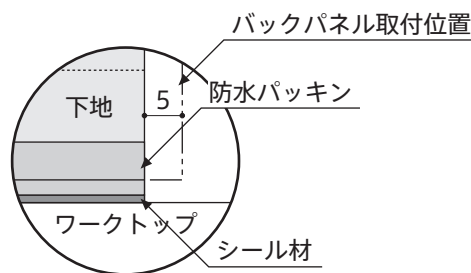 バックパネル取付位置
下地
5
防水パッキン
ワークトップ
シール材